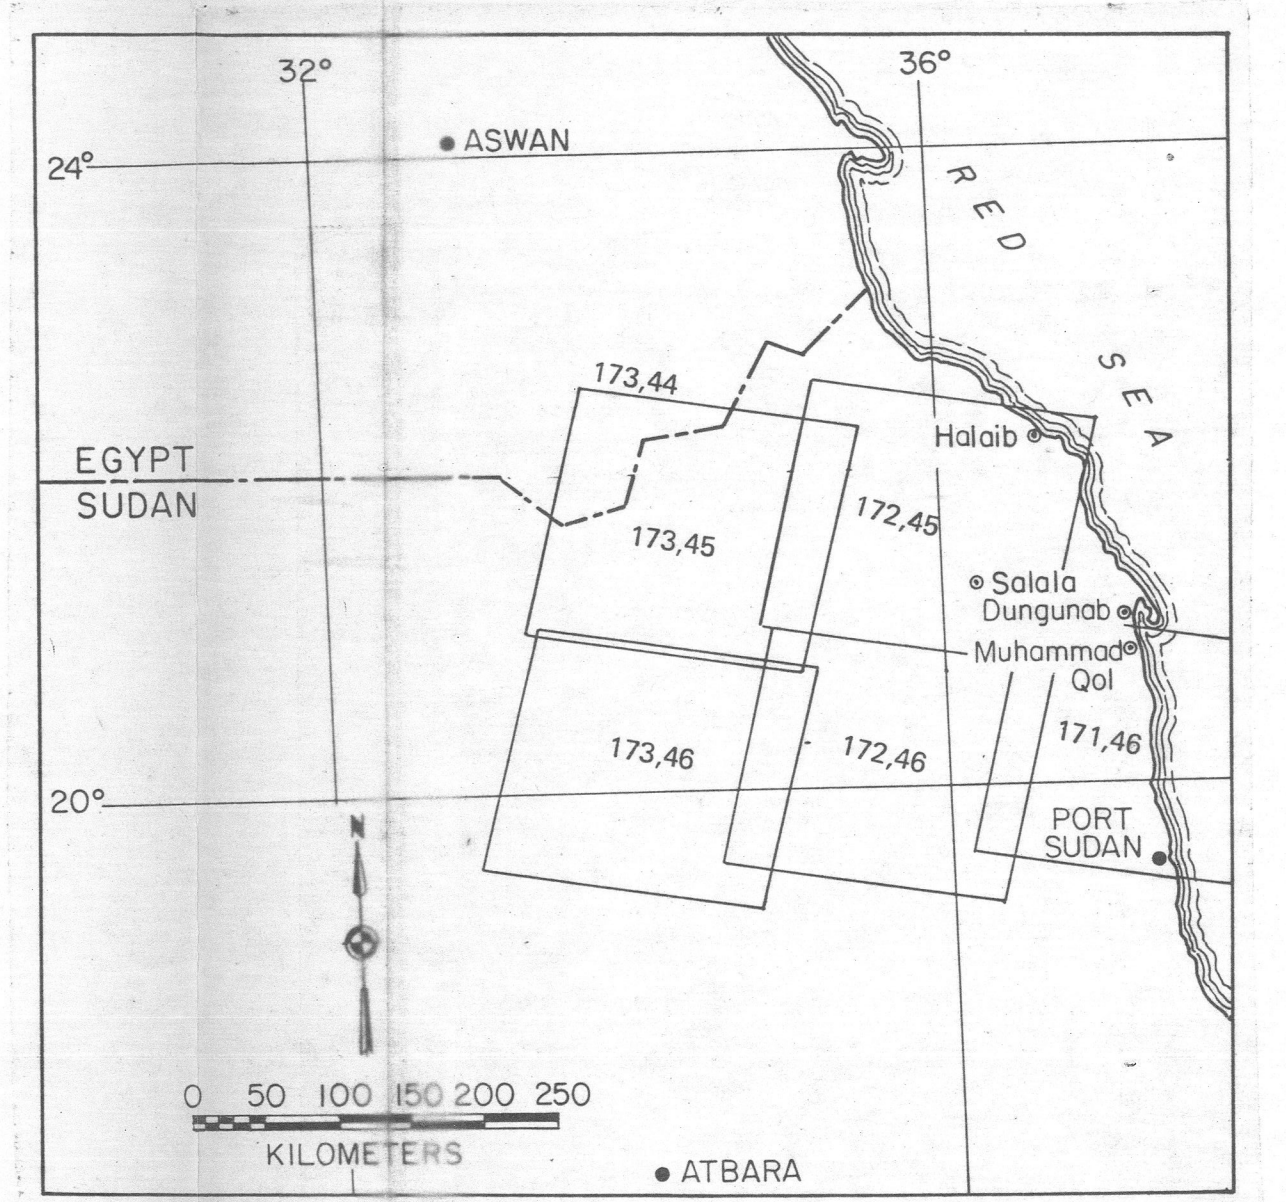 32°
36°
ASWAN
24°
RED
SEA
173,44
Halaib
EGYPT
SUDAN
172,45
173,45
Salala
Dungunab
Muhammad
Qol
171,46
173,46
172,46
20°
PORT
SUDAN
N
0 50 100 150 200 250
KILOMETERS
ATBARA